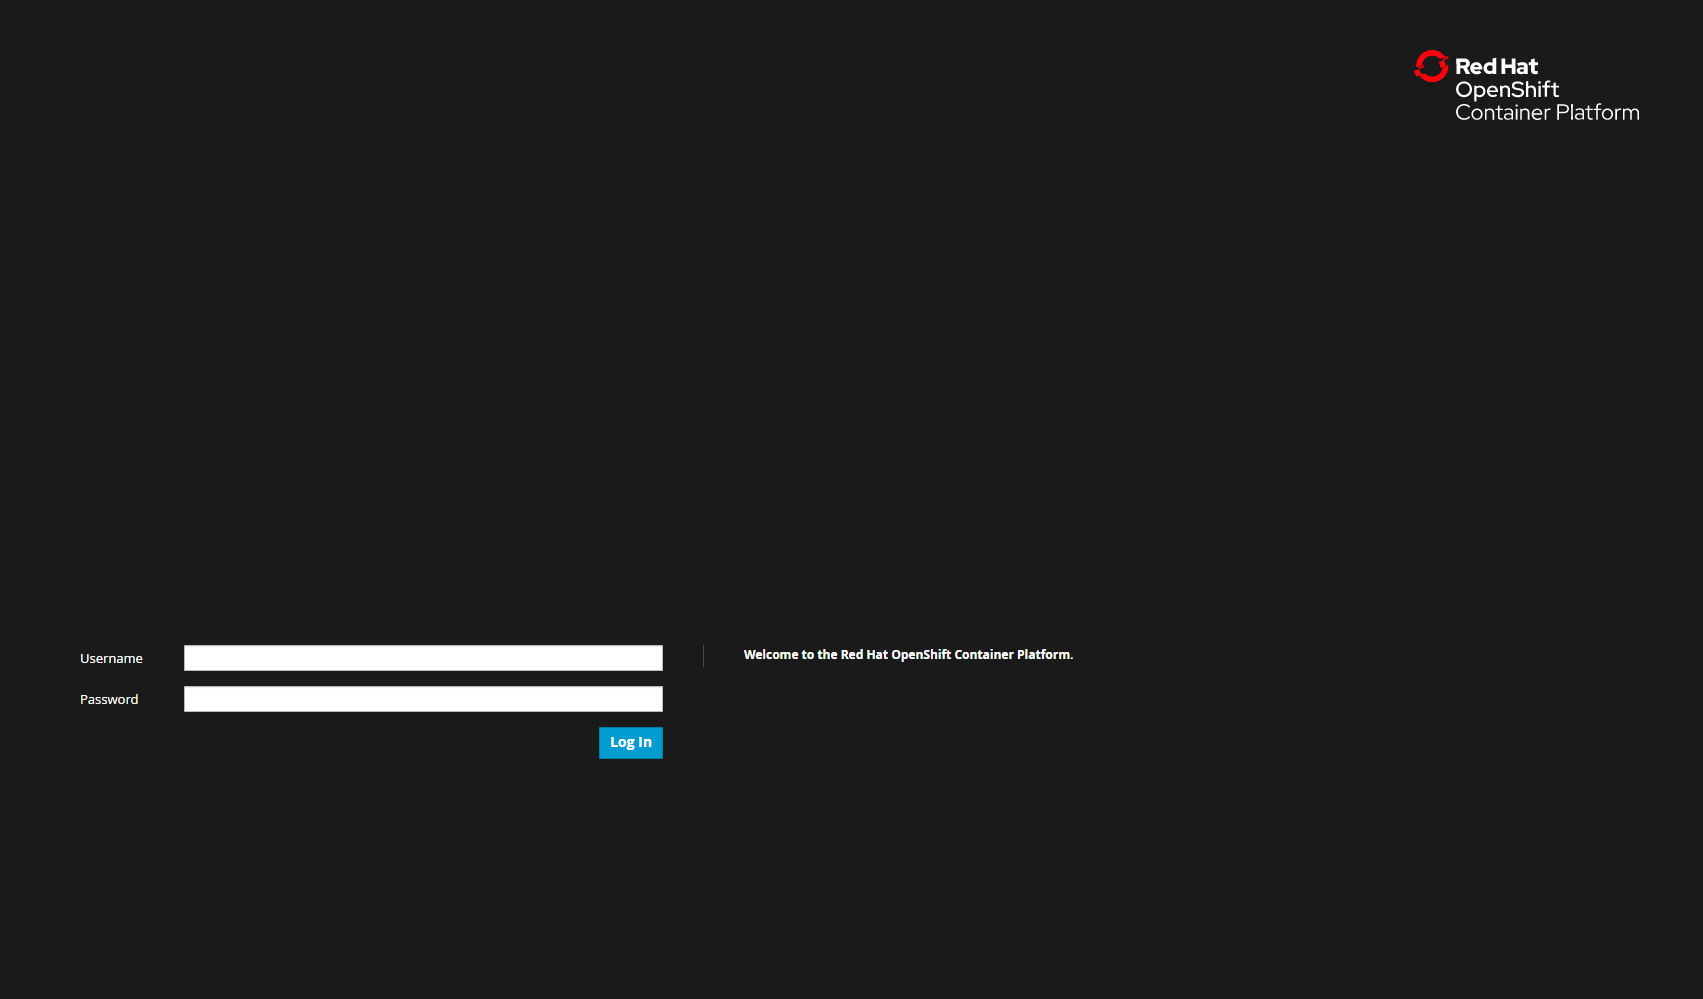 Red Hat
OpenShift
Container Platform
Username
Password
Log In
Welcome to the Red Hat OpenShift Container Platform.